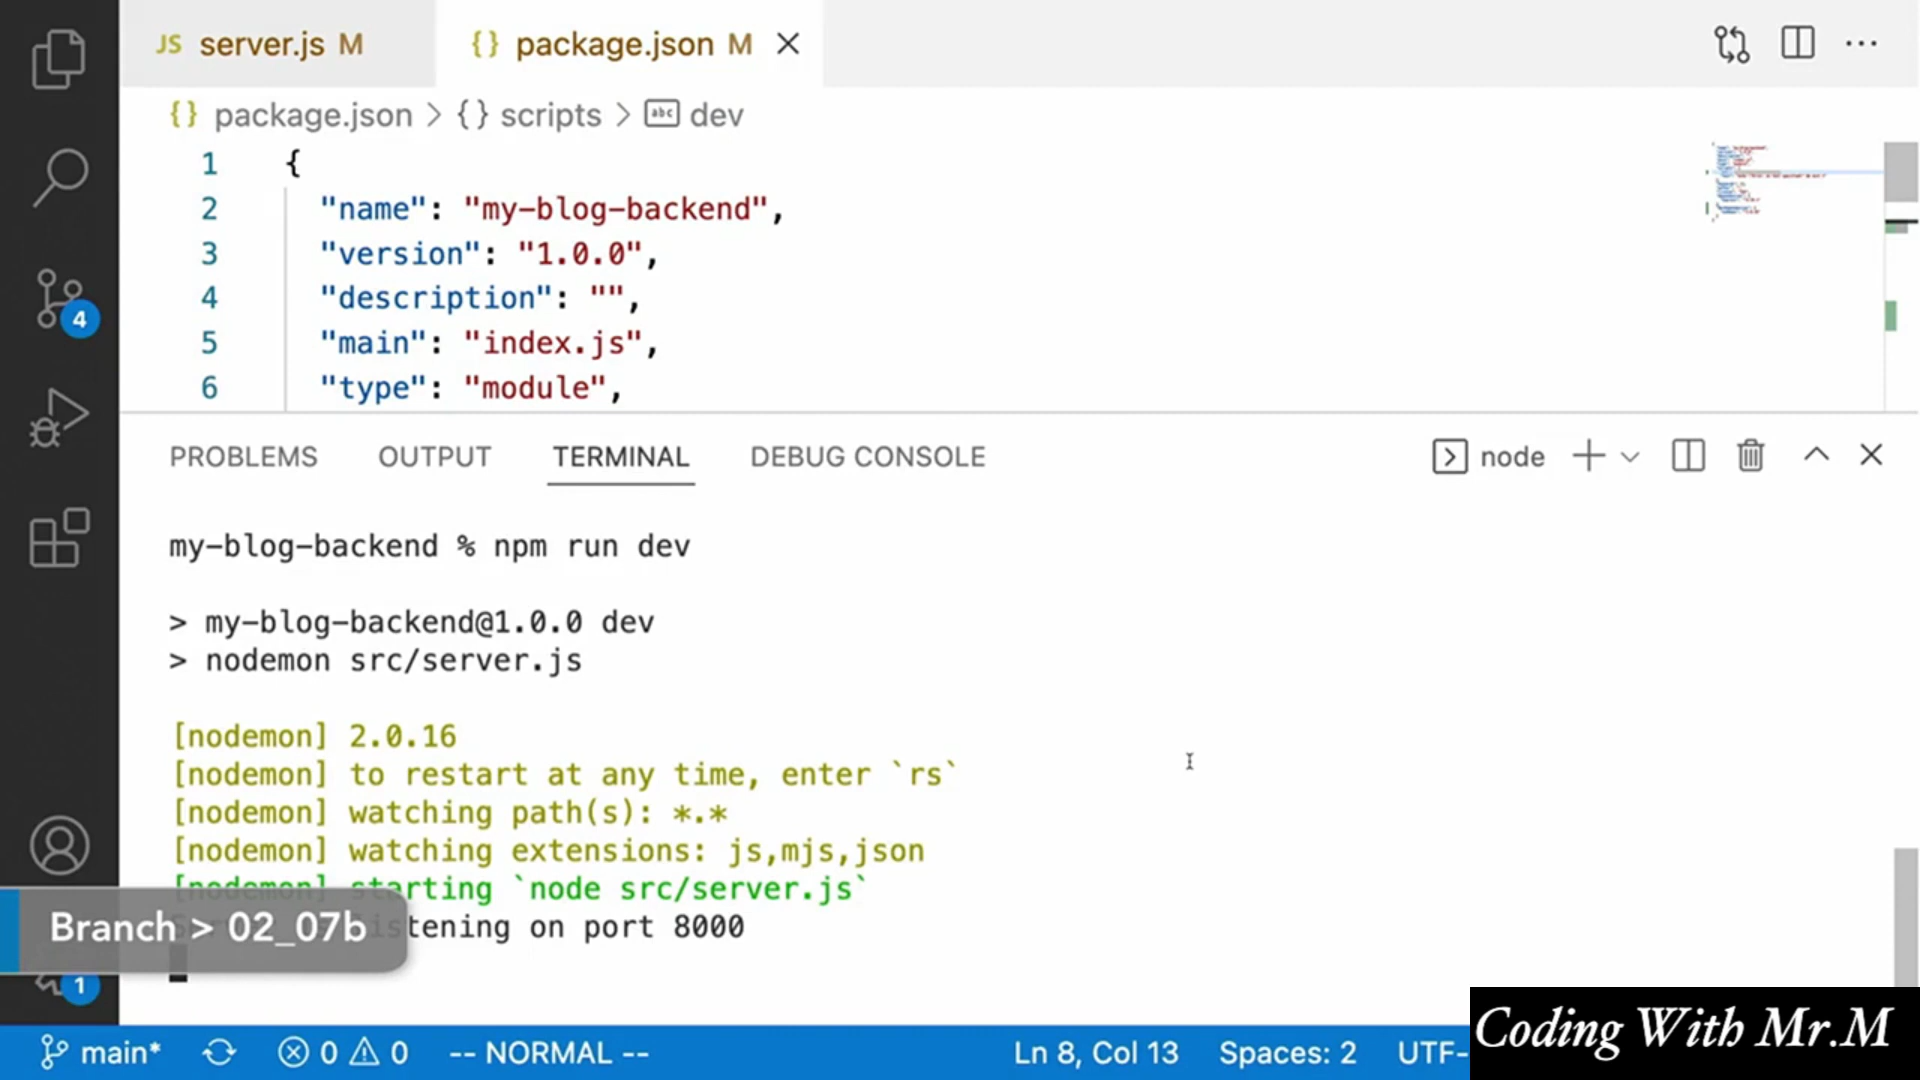 JS server.js M {} package.json M
{} package.json > {} scripts > abc dev
1 {
2 "name": "my-blog-backend",
3 "version": "1.0.0",
4 "description": "",
5 "main": "index.js",
6 "type": "module",
4
PROBLEMS OUTPUT TERMINAL DEBUG CONSOLE node
my-blog-backend % npm run dev
> my-blog-backend@1.0.0 dev
> nodemon src/server.js
[nodemon] 2.0.16
[nodemon] to restart at any time, enter `rs`
[nodemon] watching path(s): *.*
[nodemon] watching extensions: js,mjs,json
[nodemon] starting `node src/server.js`
listening on port 8000
Branch > 02_07b
1
main* 0 0 -- NORMAL -- Ln 8, Col 13 Spaces: 2 UTF-
Coding With Mr.M